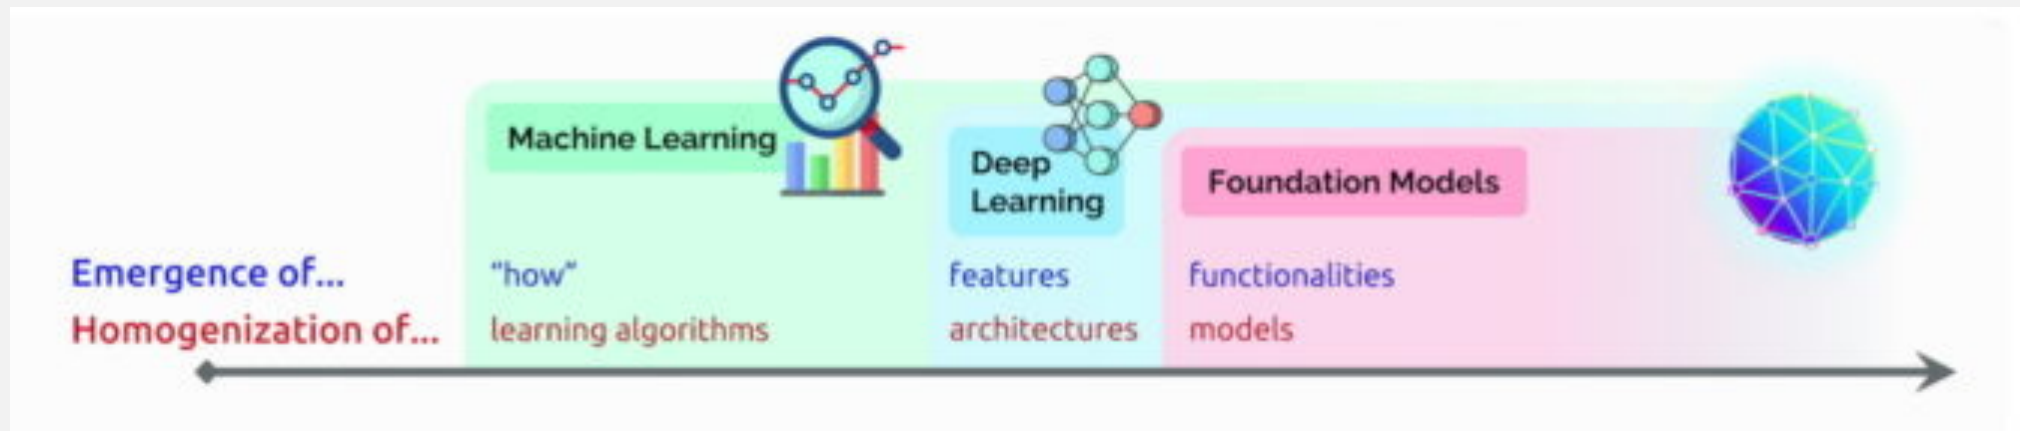 Machine Learning
Deep
Learning
Foundation Models
Emergence of...
"how"
features
functionalities
Homogenization of...
learning algorithms
architectures
models